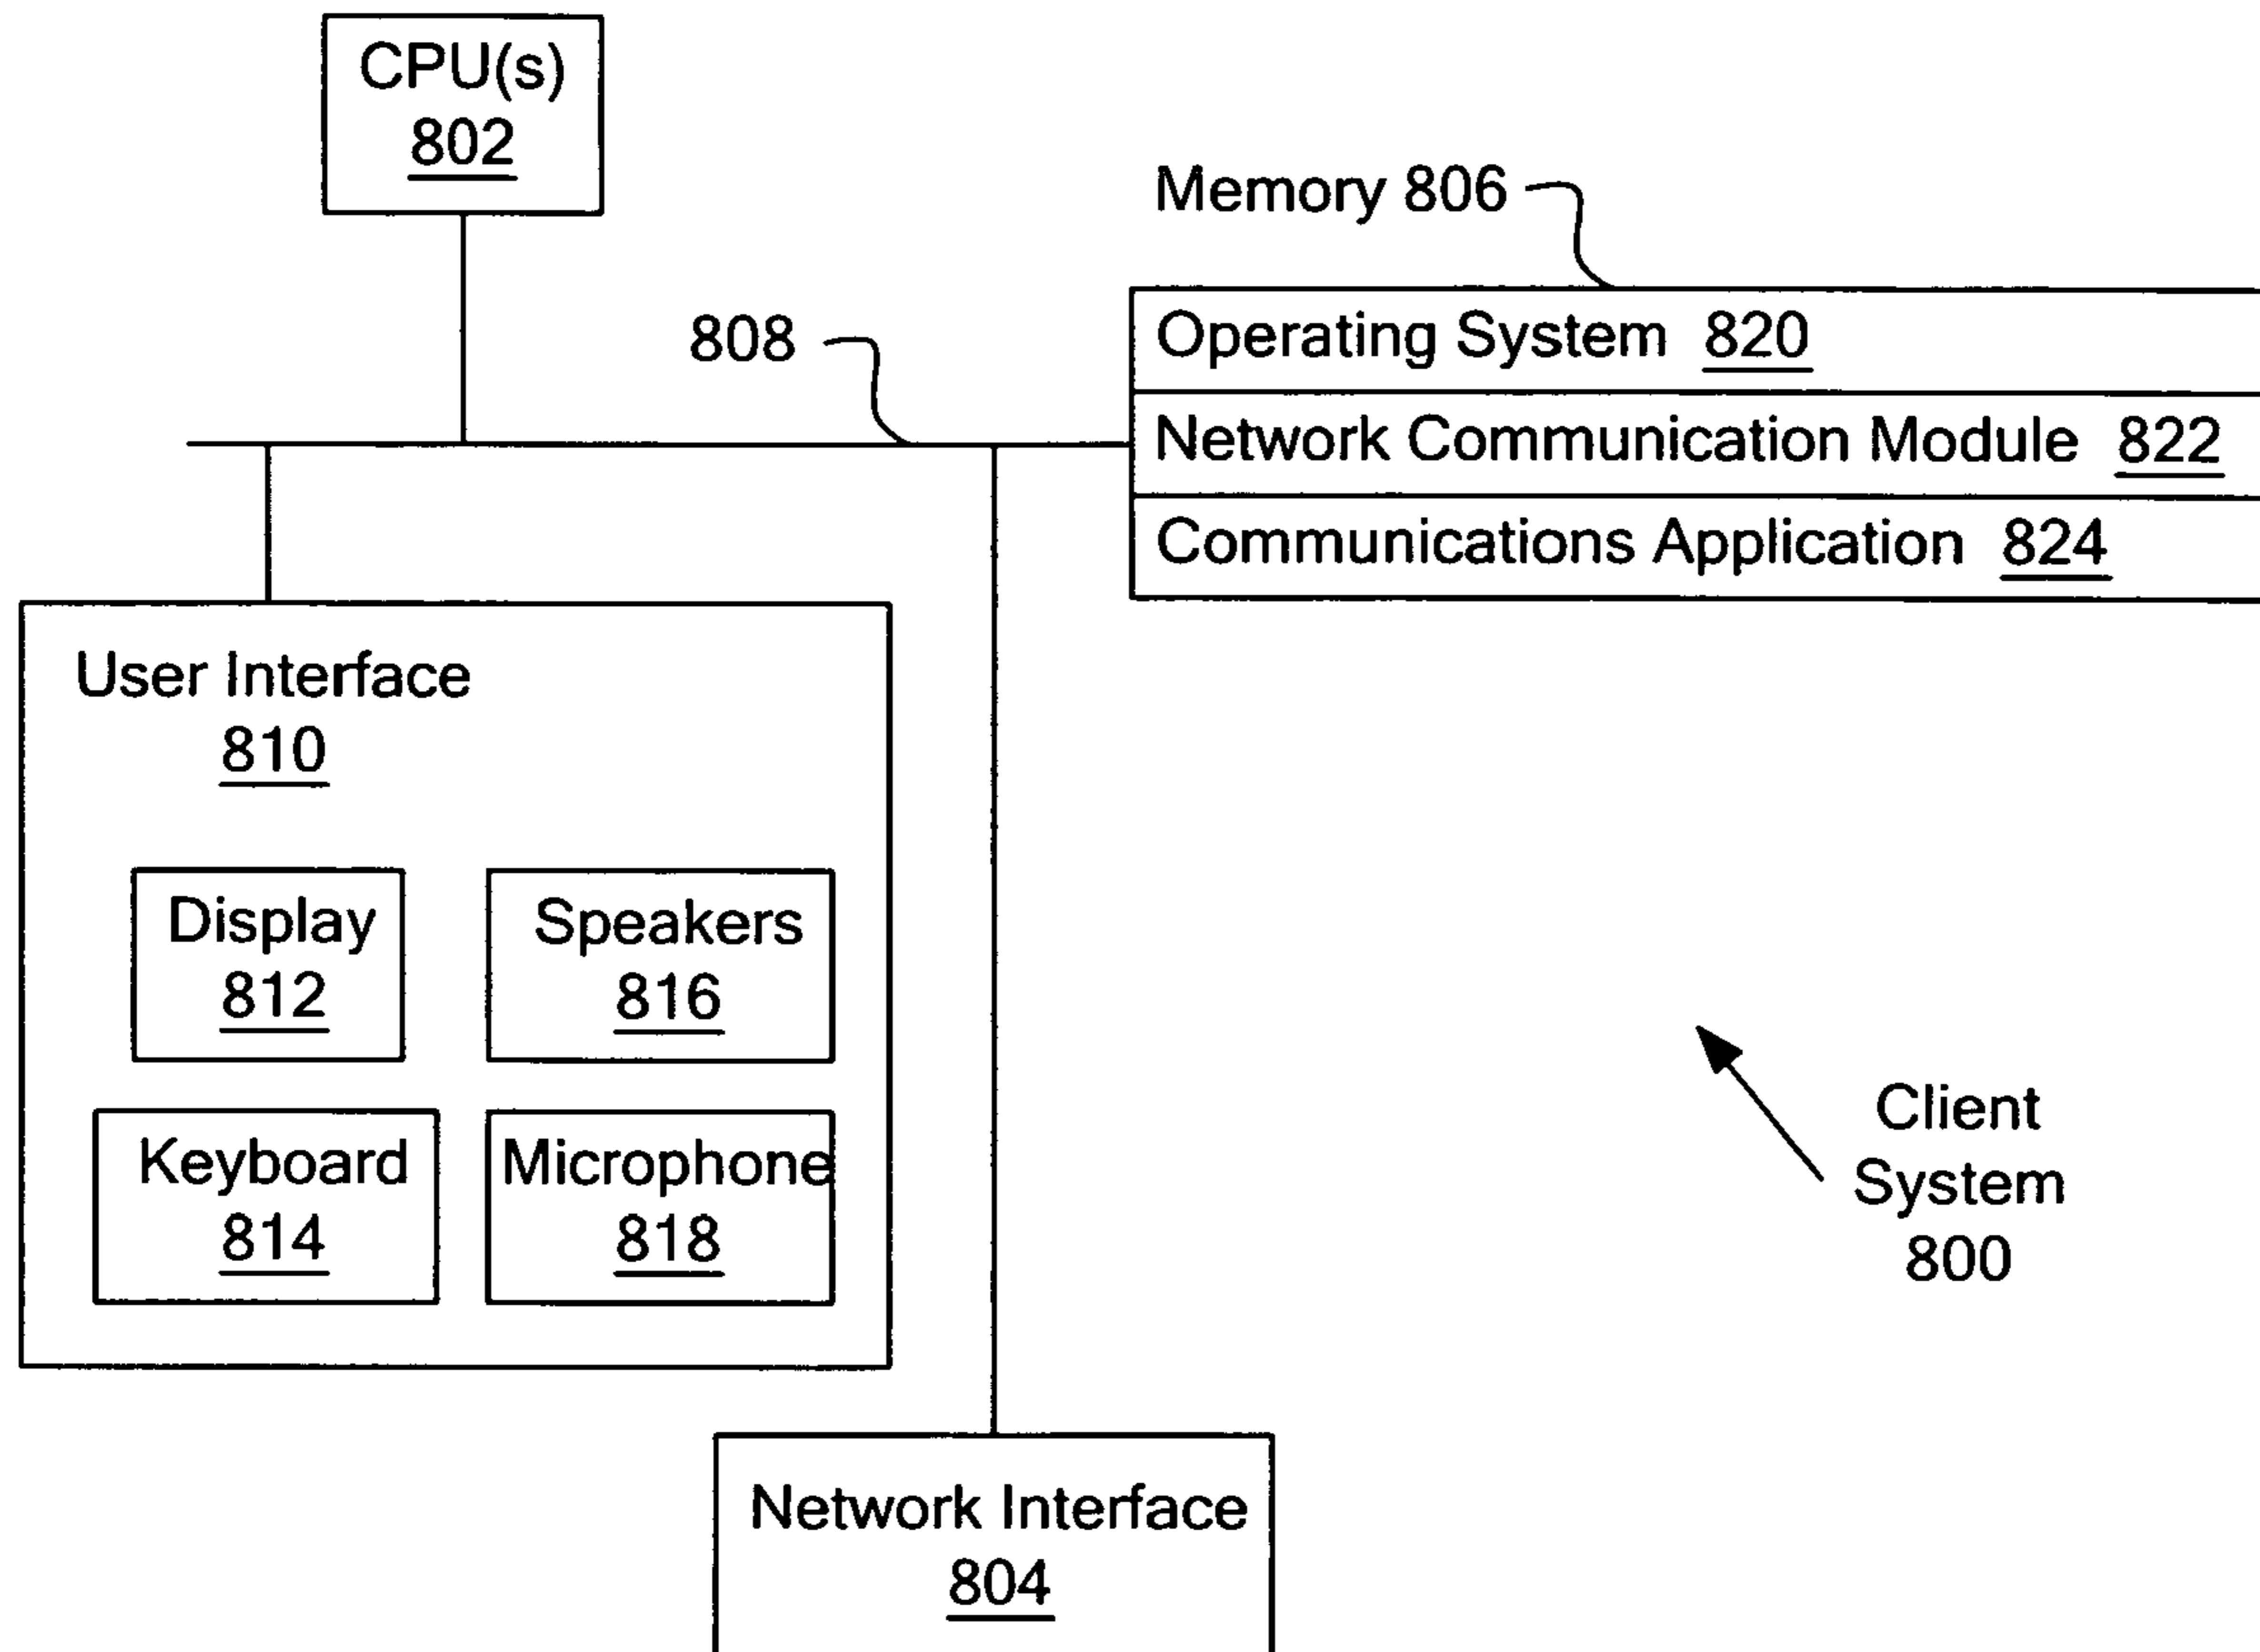 CPU(s)
802
Memory 806
808
Operating System 820
Network Communication Module 822
Communications Application 824
User Interface
810
Display
812
Speakers
816
Keyboard
814
Microphone
818
Client
System
800
Network Interface
804